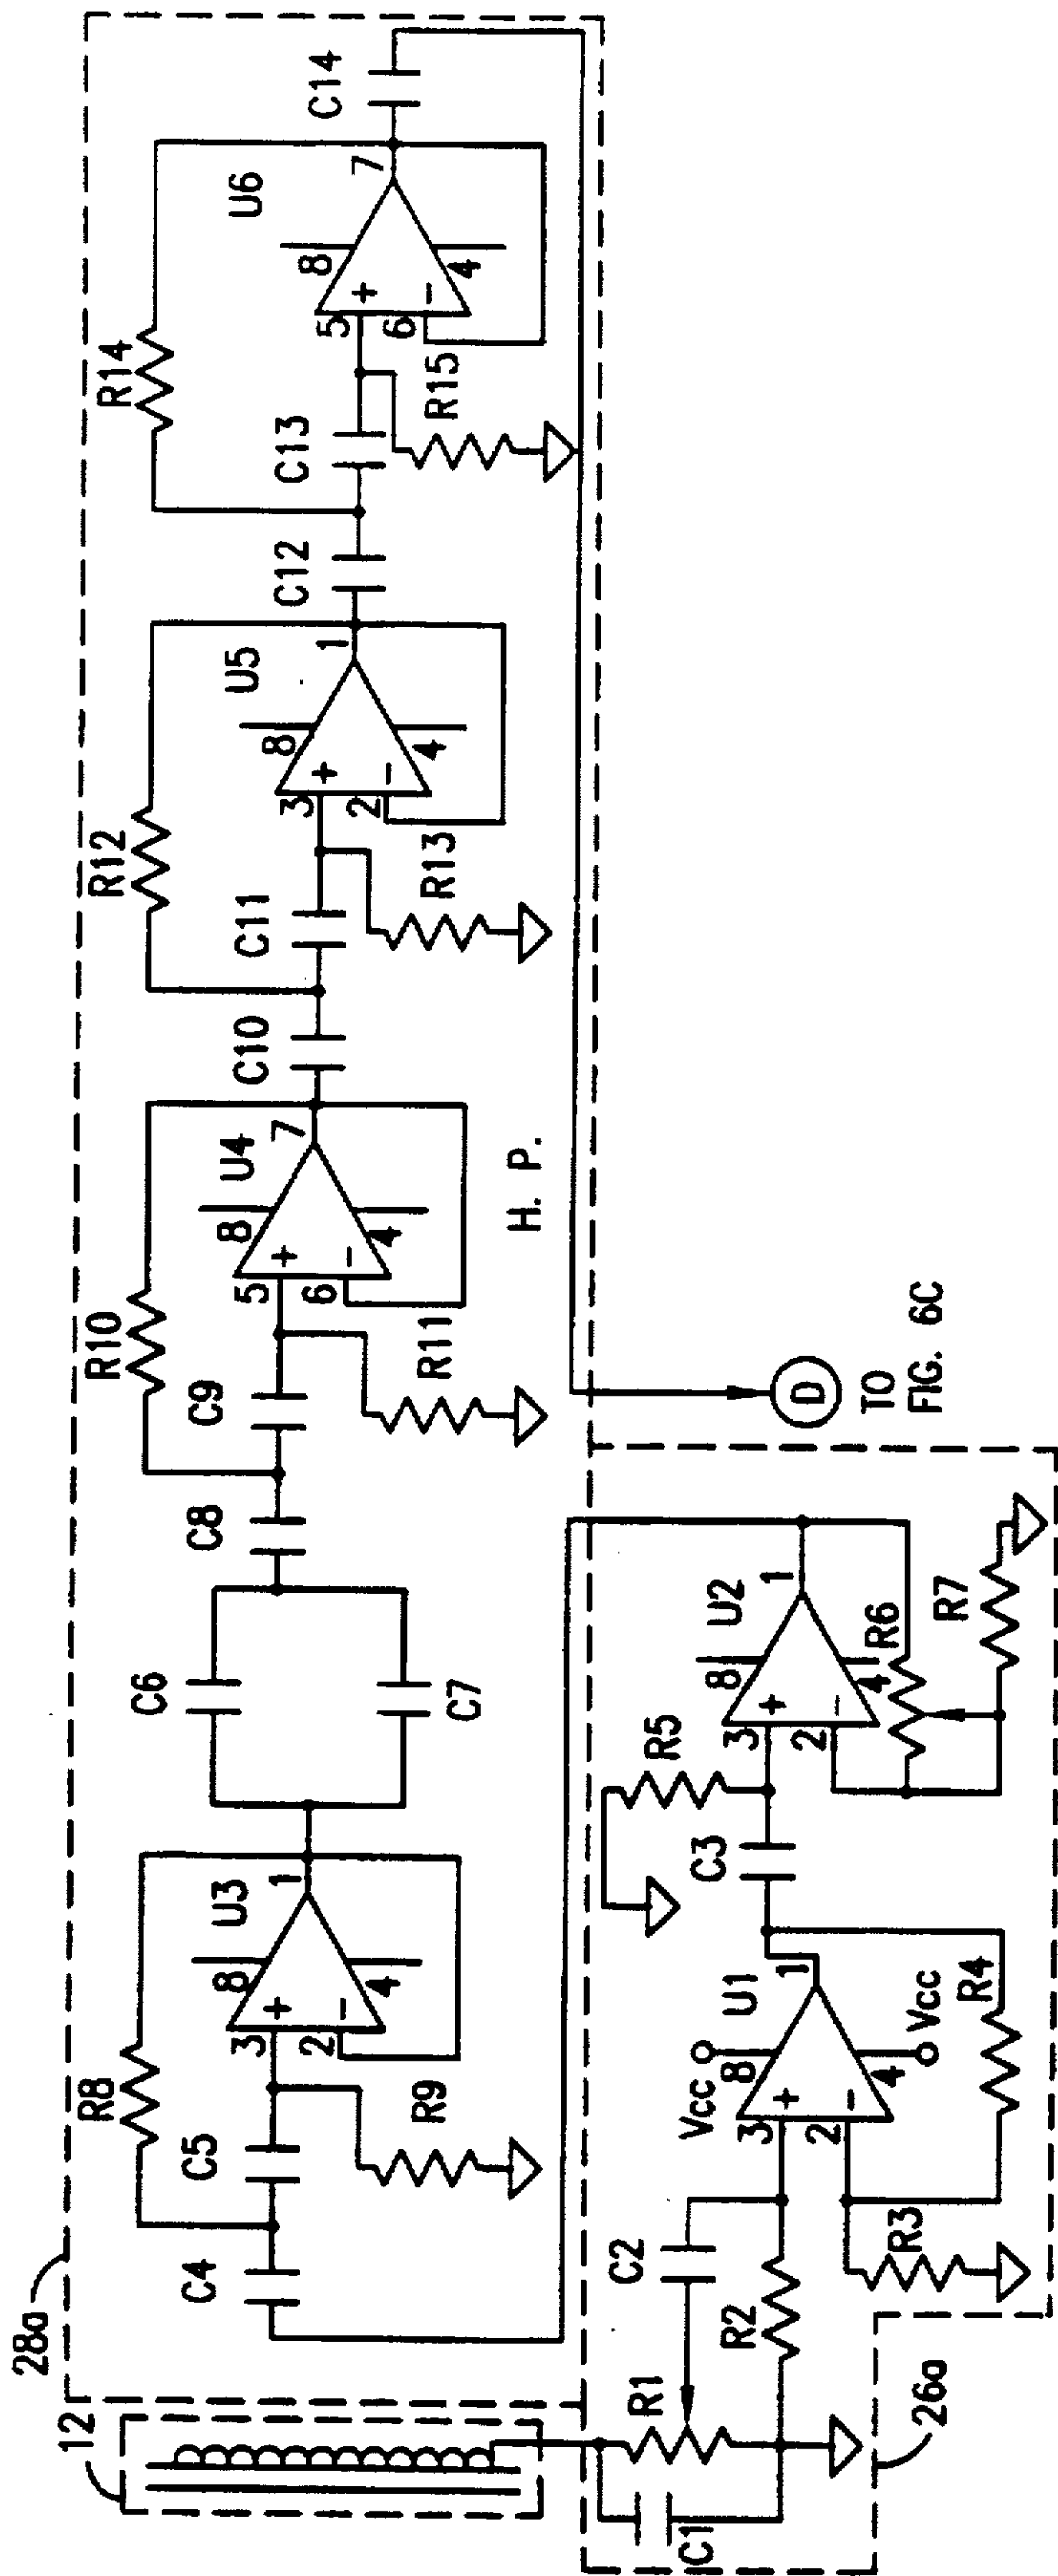 28a
12
R8
C4
C5
R9
3
2
+
−
8
4
U3
1
C6
C7
C8
R10
C9
R11
5
6
+
−
8
4
U4
7
C10
R12
C11
R13
3
2
+
−
8
4
U5
1
C12
R14
C13
R15
5
6
+
−
8
4
U6
7
C14
H. P.
D
TO
FIG. 6C
C1
R1
C2
R2
R3
3
2
+
−
Vcc
8
4
Vcc
U1
1
R4
C3
R5
3
2
+
−
8
4
U2
1
R6
R7
26a